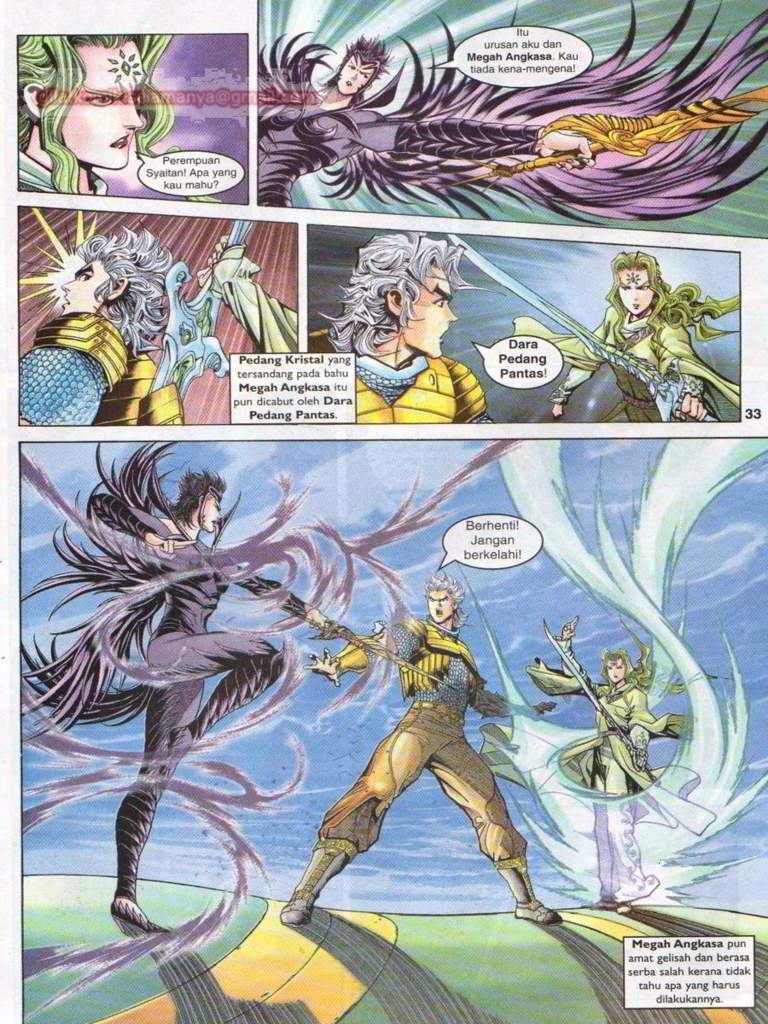 Perempuan
Syaitan! Apa yang
kau mahu?
Itu
urusan aku dan
Megah Angkasa. Kau
tiada kena-mengena!
Pedang Kristal yang
tersandang pada bahu
Megah Angkasa itu
pun dicabut oleh Dara
Pedang Pantas.
Dara
Pedang
Pantas!
33
Berhenti!
Jangan
berkelahi!
Megah Angkasa pun
amat gelisah dan berasa
serba salah kerana tidak
tahu apa yang harus
dilakukannya.